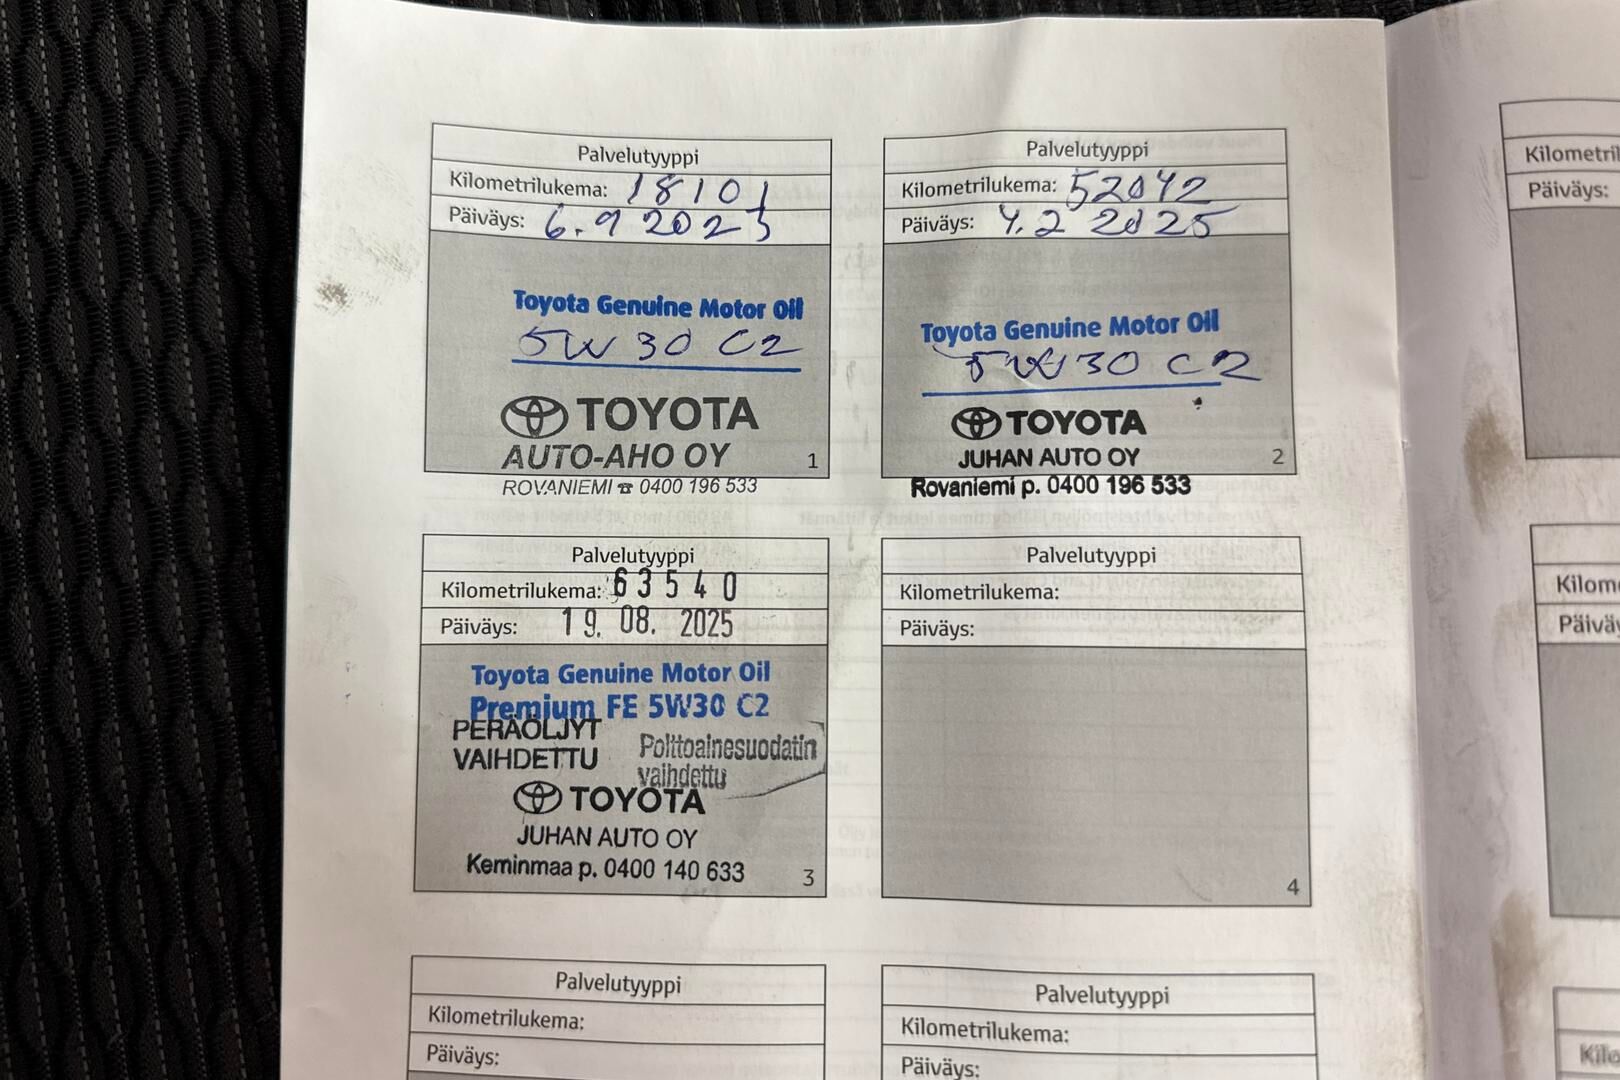 Palvelutyyppi
Kilometrilukema: 18101
Päiväys: 6.9 2023
Toyota Genuine Motor Oil
5W 30 C2
TOYOTA
AUTO-AHO OY
1
ROVANIEMI ☎ 0400 196 533
Palvelutyyppi
Kilometrilukema: 52042
Päiväys: 4.2 2025
Toyota Genuine Motor Oil
5W30 C2
TOYOTA
JUHAN AUTO OY
2
Rovaniemi p. 0400 196 533
Palvelutyyppi
Kilometrilukema: 63540
Päiväys: 19. 08. 2025
Toyota Genuine Motor Oil
Premium FE 5W30 C2
PERÄÖLJYT
VAIHDETTU
Polttoainesuodatin
vaihdettu
TOYOTA
JUHAN AUTO OY
Keminmaa p. 0400 140 633
3
Palvelutyyppi
Kilometrilukema:
Päiväys:
4
Palvelutyyppi
Kilometrilukema:
Päiväys:
Palvelutyyppi
Kilometrilukema:
Päiväys:
Kilometril
Päiväys:
Kilom
Päivä
Kilo